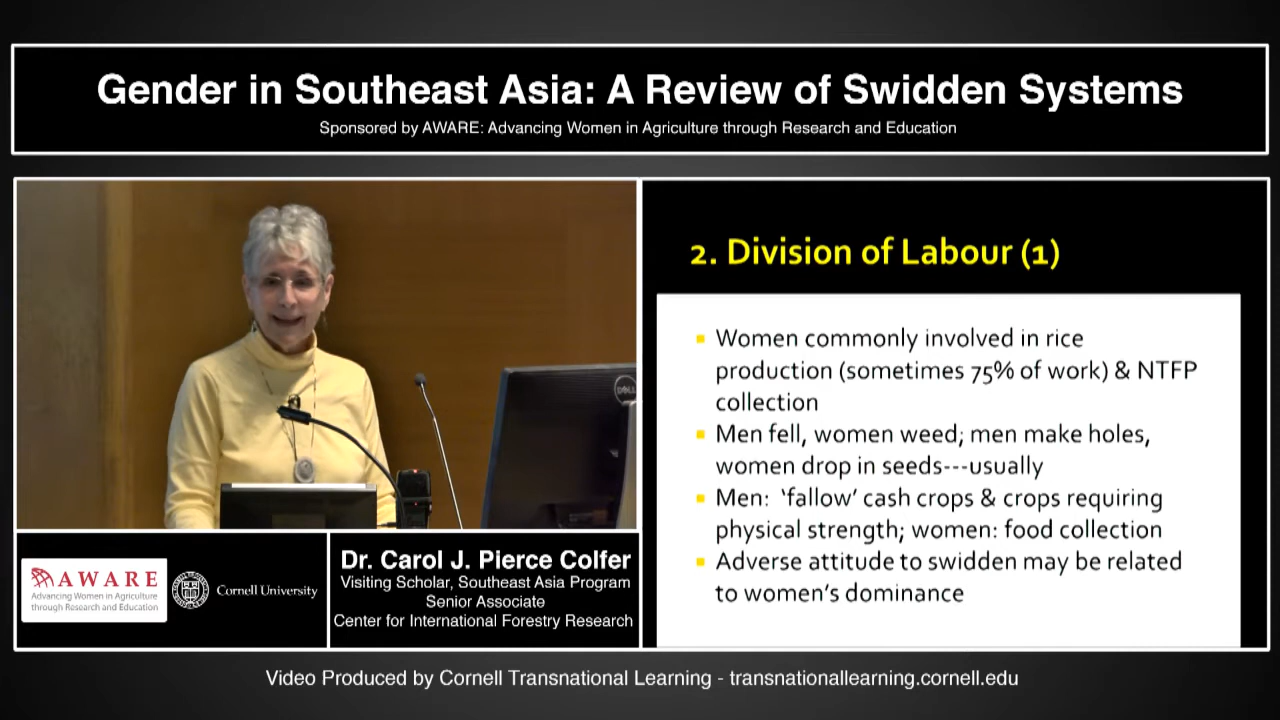 Gender in Southeast Asia: A Review of Swidden Systems
Sponsored by AWARE: Advancing Women in Agriculture through Research and Education
2. Division of Labour (1)
Women commonly involved in rice
production (sometimes 75% of work) & NTFP
collection
Men fell, women weed; men make holes,
women drop in seeds---usually
Men: 'fallow' cash crops & crops requiring
physical strength; women: food collection
Adverse attitude to swidden may be related
to women's dominance
DELL
AWARE
Advancing Women in Agriculture
through Research and Education
Cornell University
Dr. Carol J. Pierce Colfer
Visiting Scholar, Southeast Asia Program
Senior Associate
Center for International Forestry Research
Video Produced by Cornell Transnational Learning - transnationallearning.cornell.edu